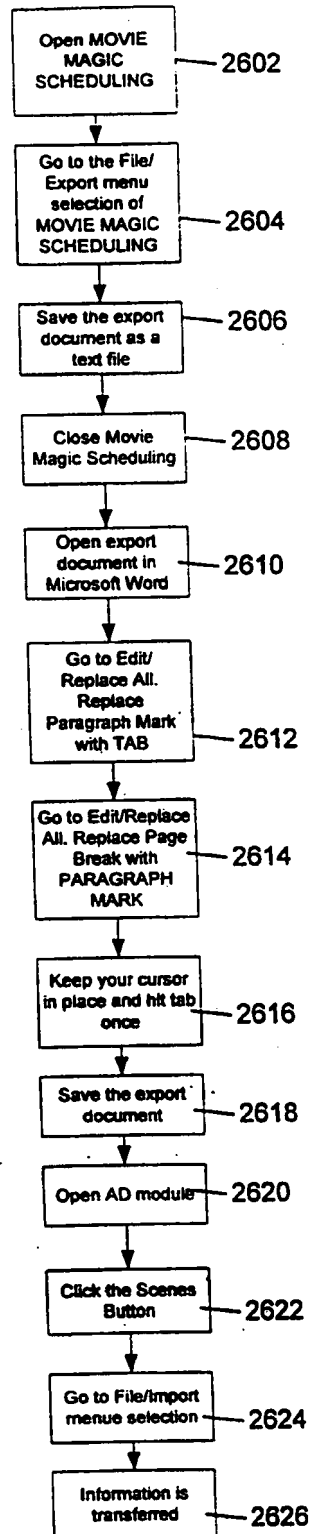 Open MOVIE
MAGIC
SCHEDULING
2602
Go to the File/
Export menu
selection of
MOVIE MAGIC
SCHEDULING
2604
Save the export
document as a
text file
2606
Close Movie
Magic Scheduling
2608
Open export
document in
Microsoft Word
2610
Go to Edit/
Replace All.
Replace
Paragraph Mark
with TAB
2612
Go to Edit/Replace
All. Replace Page
Break with
PARAGRAPH
MARK
2614
Keep your cursor
in place and hit tab
once
2616
Save the export
document
2618
Open AD module
2620
Click the Scenes
Button
2622
Go to File/Import
menue selection
2624
Information is
transferred
2626